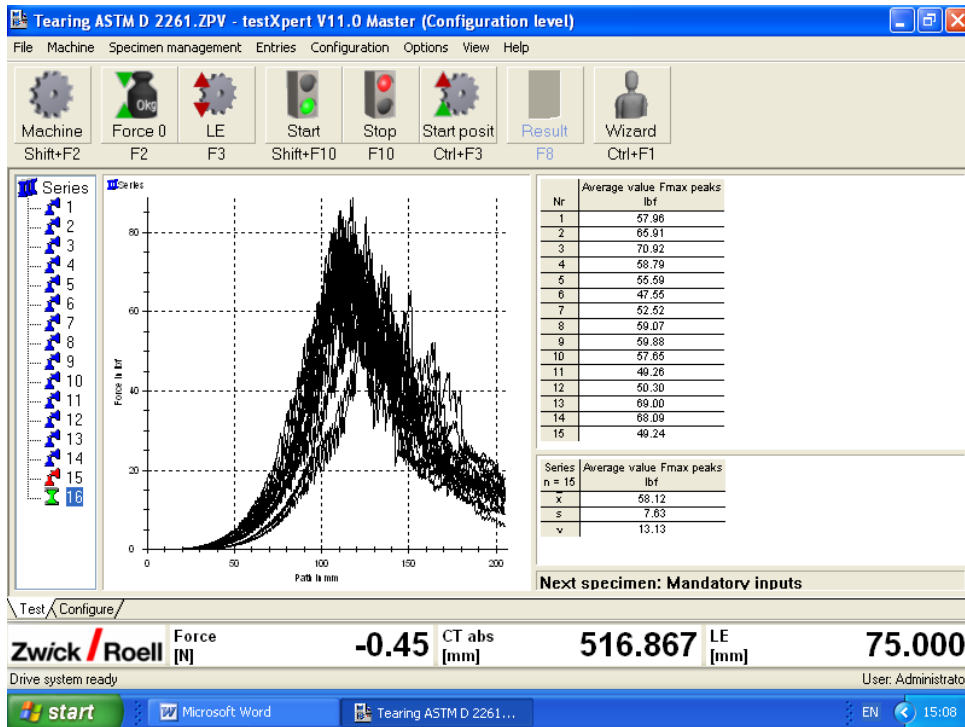 Tearing ASTM D 2261.ZPV - testXpert V11.0 Master (Configuration level)
File Machine Specimen management Entries Configuration Options View Help
0kg
Machine Force 0 LE Start Stop Start posit Result Wizard
Shift+F2 F2 F3 Shift+F10 F10 Ctrl+F3 F8 Ctrl+F1
Series
1
2
3
4
5
6
7
8
9
10
11
12
13
14
15
16
Series
Force in lbf
80
60
40
20
0
0 50 100 150 200
Path in mm
Average value Fmax peaks
Nr lbf
1 57.96
2 65.91
3 70.92
4 58.79
5 55.59
6 47.55
7 52.52
8 59.07
9 59.88
10 57.65
11 49.26
12 50.30
13 69.00
14 68.09
15 49.24
Series Average value Fmax peaks
n = 15 lbf
x̄ 58.12
s 7.63
ν 13.13
Next specimen: Mandatory inputs
Test Configure
Zwick / Roell Force [N] -0.45 CT abs [mm] 516.867 LE [mm] 75.000
Drive system ready User: Administrato
start Microsoft Word Tearing ASTM D 2261... EN 15:08